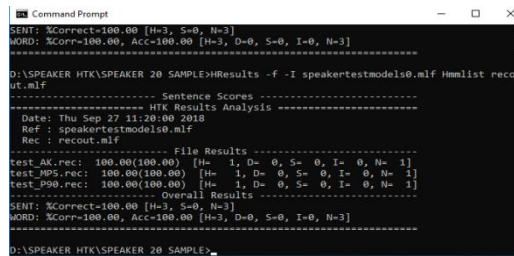 Command Prompt
SENT: %Correct=100.00 [H=3, S=0, N=3]
WORD: %Corr=100.00, Acc=100.00 [H=3, D=0, S=0, I=0, N=3]
===================================================================
D:\SPEAKER HTK\SPEAKER 20 SAMPLE>HResults -f -I speakertestmodels0.mlf Hmmlist reco
ut.mlf
------------------------ Sentence Scores --------------------------
====================== HTK Results Analysis =======================
Date: Thu Sep 27 11:20:00 2018
Ref : speakertestmodels0.mlf
Rec : recout.mlf
-------------------------- File Results ---------------------------
test_AK.rec: 100.00(100.00) [H= 1, D= 0, S= 0, I= 0, N= 1]
test_MP5.rec: 100.00(100.00) [H= 1, D= 0, S= 0, I= 0, N= 1]
test_P90.rec: 100.00(100.00) [H= 1, D= 0, S= 0, I= 0, N= 1]
------------------------ Overall Results --------------------------
SENT: %Correct=100.00 [H=3, S=0, N=3]
WORD: %Corr=100.00, Acc=100.00 [H=3, D=0, S=0, I=0, N=3]
===================================================================
D:\SPEAKER HTK\SPEAKER 20 SAMPLE>_